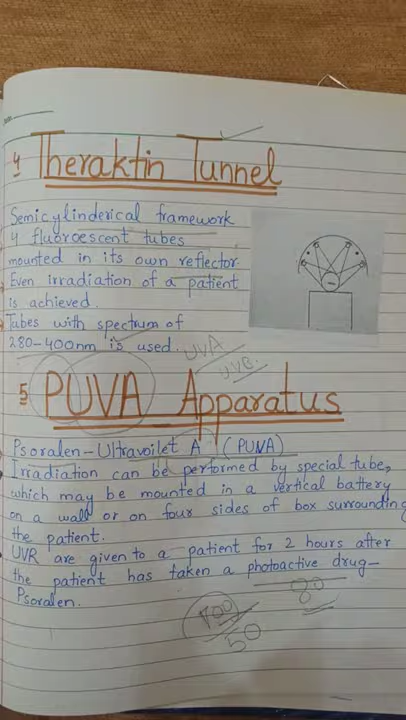 4 Theraktin Tunnel
Semicylinderical framework
4 fluoroescent tubes
mounted in its own reflector.
Even irradiation of a patient
is achieved.
Tubes with spectrum of
280-400nm is used.
UVA
UVB.
5 PUVA Apparatus
Psoralen-Ultravoilet A (PUVA)
Irradiation can be performed by special tube,
which may be mounted in a vertical battery
on a wall or on four sides of box surrounding
the patient.
UVR are given to a patient for 2 hours after
the patient has taken a photoactive drug-
Psoralen.
80
50